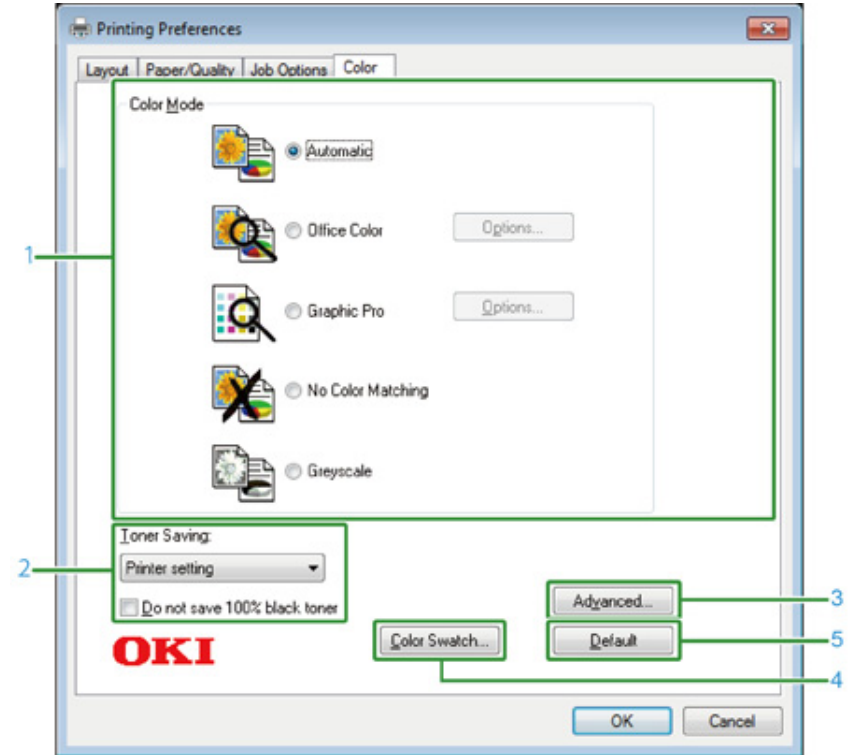 Printing Preferences
Layout Paper/Quality Job Options Color
Color Mode
Automatic
Office Color Options...
1
Graphic Pro Options...
No Color Matching
Greyscale
Toner Saving:
2 Printer setting
Do not save 100% black toner
Advanced... 3
OKI Color Swatch... Default 5
4
OK Cancel